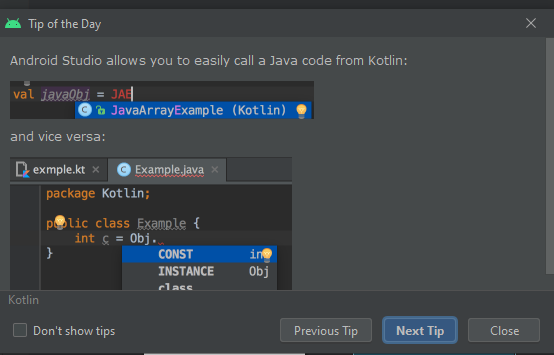 Tip of the Day
Android Studio allows you to easily call a Java code from Kotlin:
val javaObj = JAE
C JavaArrayExample (Kotlin)
and vice versa:
exmple.kt
C Example.java
package Kotlin;
public class Example {
int c = Obj.
}
CONST int
INSTANCE Obj
class
Kotlin
Don't show tips
Previous Tip
Next Tip
Close